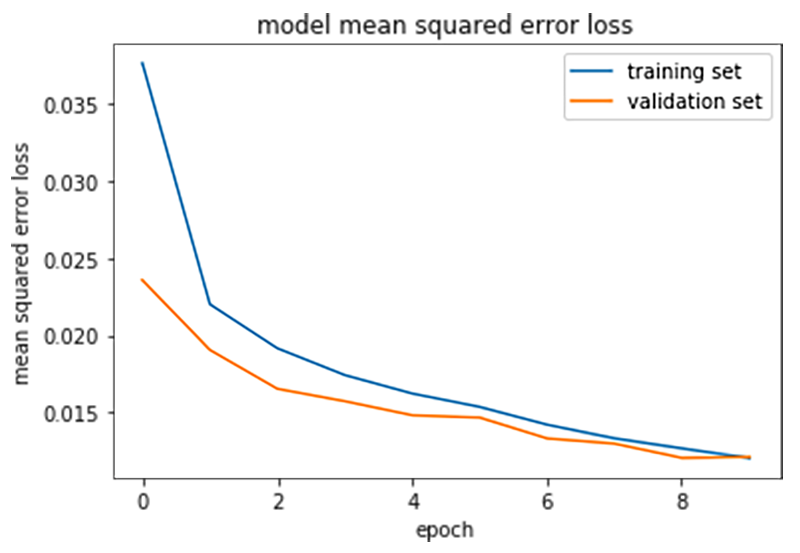 model mean squared error loss
training set
validation set
mean squared error loss
0.035
0.030
0.025
0.020
0.015
0 2 4 6 8
epoch